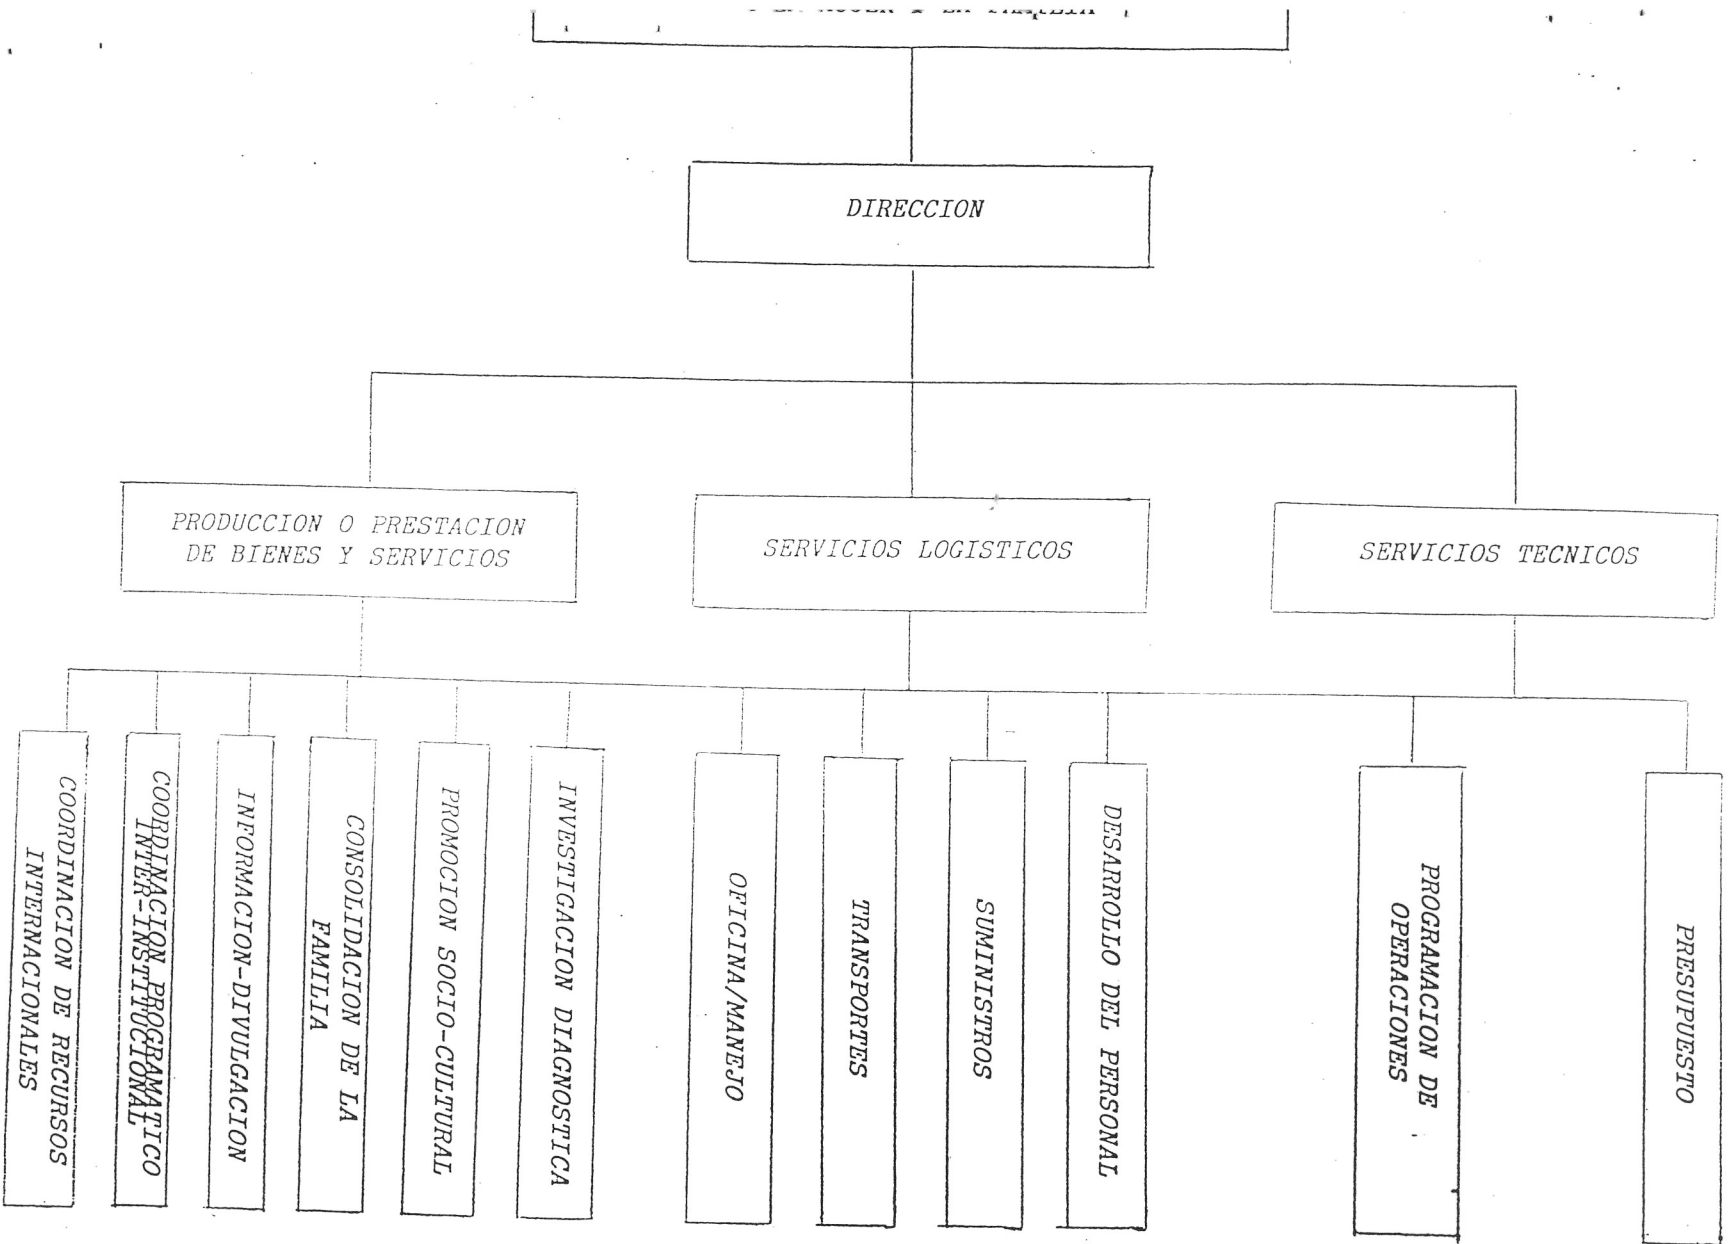 LA FAMILIA
DIRECCION
PRODUCCION O PRESTACION
DE BIENES Y SERVICIOS
SERVICIOS LOGISTICOS
SERVICIOS TECNICOS
COORDINACION DE RECURSOS
INTERNACIONALES
COORDINACION PROGRAMATICO
INTER-INSTITUCIONAL
INFORMACION-DIVULGACION
CONSOLIDACION DE LA
FAMILIA
PROMOCION SOCIO-CULTURAL
INVESTIGACION DIAGNOSTICA
OFICINA/MANEJO
TRANSPORTES
SUMINISTROS
DESARROLLO DEL PERSONAL
PROGRAMACION DE
OPERACIONES
PRESUPUESTO